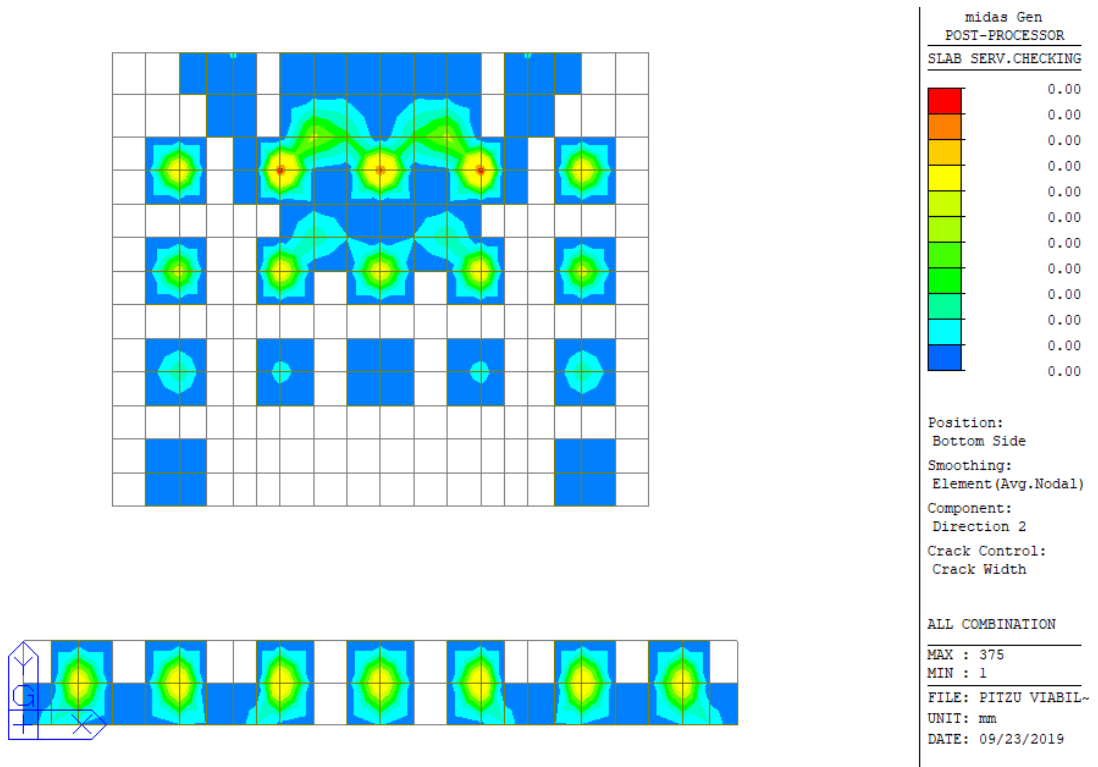 midas Gen
POST-PROCESSOR
SLAB SERV.CHECKING
0.00
0.00
0.00
0.00
0.00
0.00
0.00
0.00
0.00
0.00
0.00
0.00
Position:
Bottom Side
Smoothing:
Element(Avg.Nodal)
Component:
Direction 2
Crack Control:
Crack Width
ALL COMBINATION
MAX : 375
MIN : 1
FILE: PITZU VIABIL~
UNIT: mm
DATE: 09/23/2019
Y
G
X